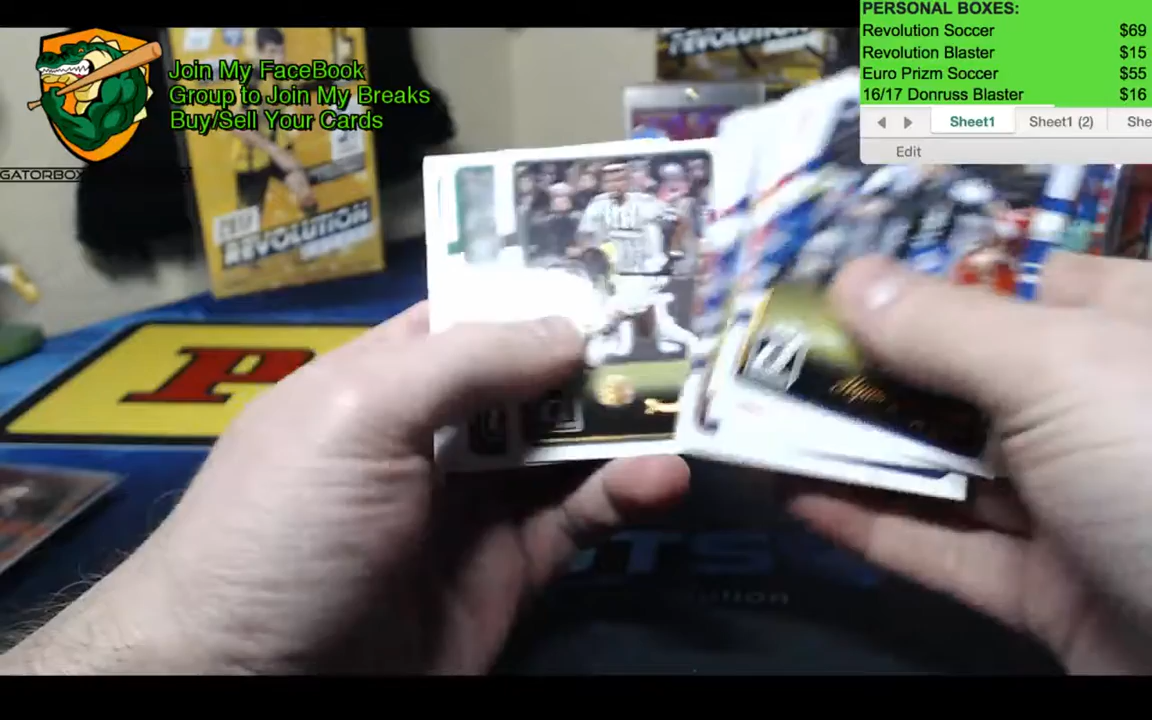 PERSONAL BOXES:
Revolution Soccer $69
Revolution Blaster $15
Euro Prizm Soccer $55
16/17 Donruss Blaster $16
Sheet1 Sheet1 (2) She
Edit
Join My FaceBook
Group to Join My Breaks
Buy/Sell Your Cards
GATORBOX
REVOLUTION
P